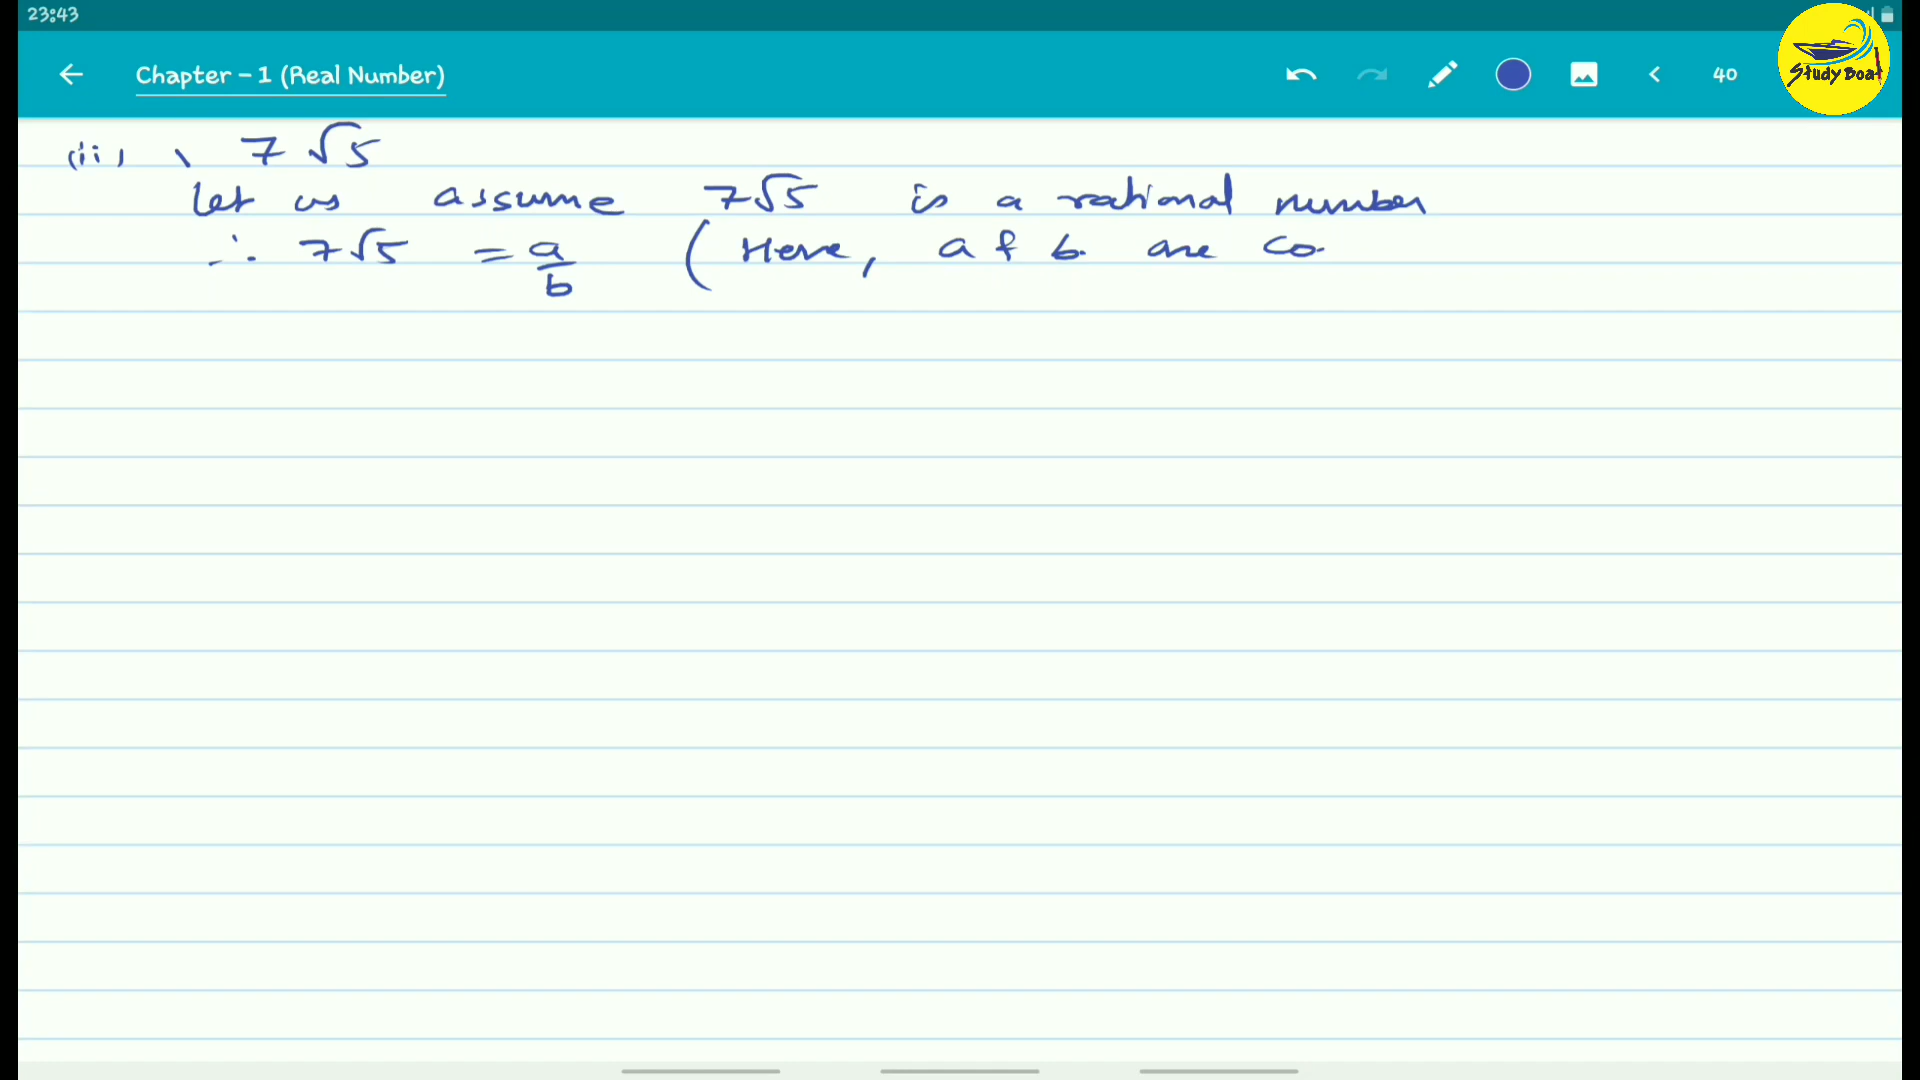 23:43
Chapter - 1 (Real Number)
40
Study Boat
(ii) 7√5
Let us assume 7√5 is a rational number
∴ 7√5 = a/b (Here, a & b are co-